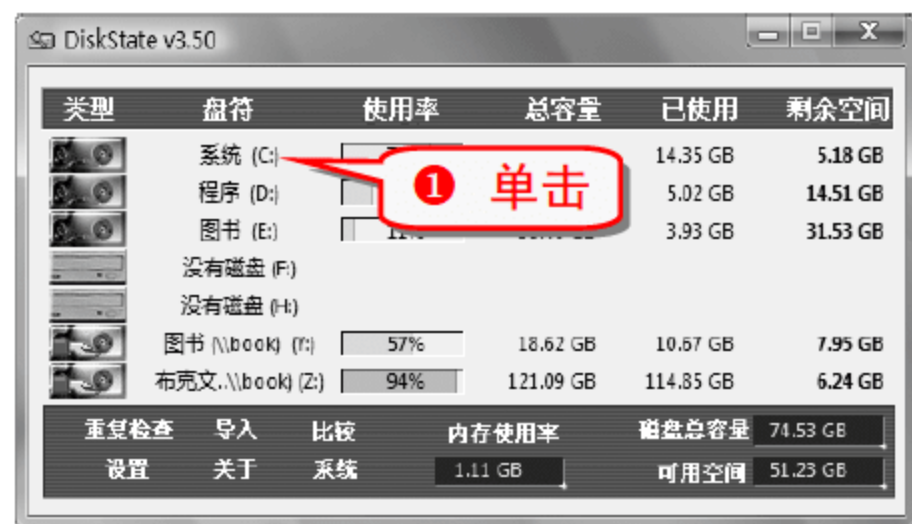 DiskState v3.50
类型 盘符 使用率 总容量 已使用 剩余空间
系统 (C:) 14.35 GB 5.18 GB
❶ 单击
程序 (D:) 5.02 GB 14.51 GB
图书 (E:) 3.93 GB 31.53 GB
没有磁盘 (F:)
没有磁盘 (H:)
图书 (\\book) (Y:) 57% 18.62 GB 10.67 GB 7.95 GB
布克文..\\book) (Z:) 94% 121.09 GB 114.85 GB 6.24 GB
重复检查 导入 比较 内存使用率 磁盘总容量 74.53 GB
设置 关于 系统 1.11 GB 可用空间 51.23 GB